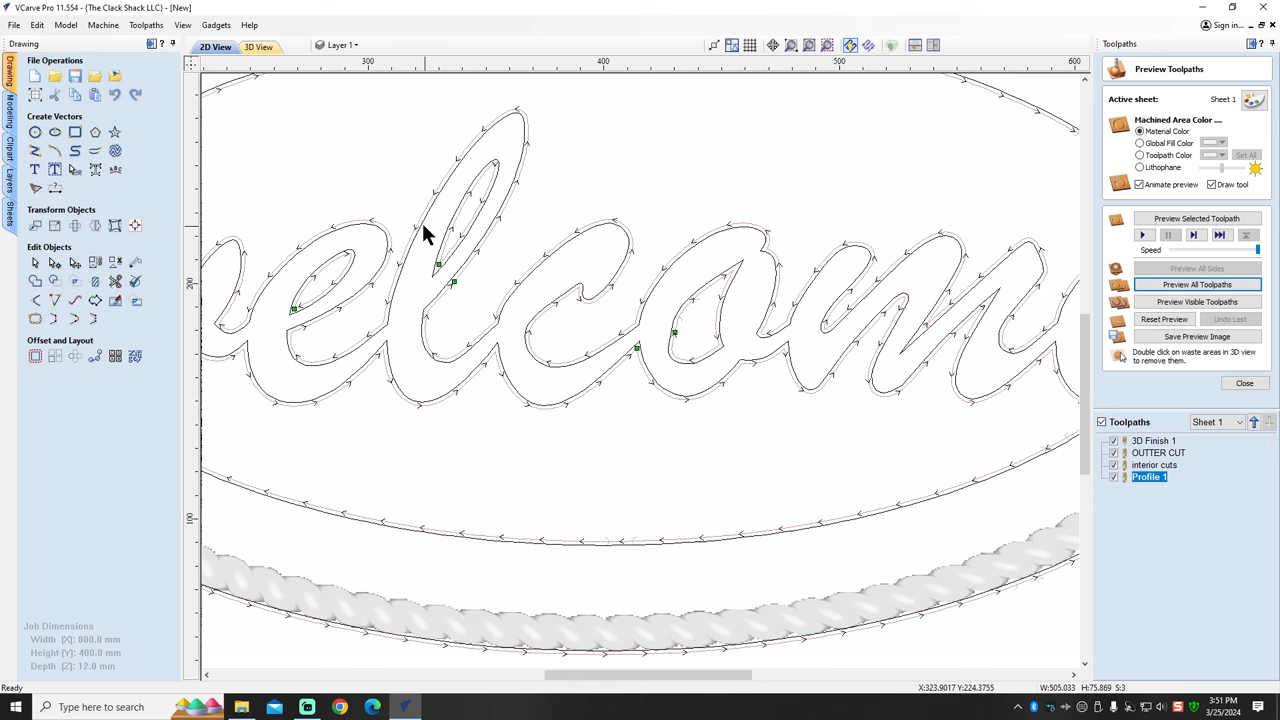 VCarve Pro 11.554 - {The Clack Shack LLC} - [New]
File Edit Model Machine Toolpaths View Gadgets Help
Sign in...
Drawing
2D View 3D View Layer 1
Toolpaths
300 400 500 600
200
100
Drawing
Modeling
Clipart
Layers
Sheets
File Operations
Create Vectors
Transform Objects
Edit Objects
Offset and Layout
Job Dimensions
Width [X]: 800.0 mm
Height [Y]: 400.0 mm
Depth [Z]: 12.0 mm
elcom
Preview Toolpaths
Active sheet: Sheet 1
Machined Area Color ....
Material Color
Global Fill Color
Toolpath Color Set All
Lithophane
Animate preview Draw tool
Preview Selected Toolpath
Speed
Preview All Sides
Preview All Toolpaths
Preview Visible Toolpaths
Reset Preview Undo Last
Save Preview Image
Double click on waste areas in 3D view
to remove them.
Close
Toolpaths Sheet 1
3D Finish 1
OUTTER CUT
interior cuts
Profile 1
Ready
X:323.9017 Y:224.3755
W:505.033 H:75.869 S:3
Type here to search
3:51 PM
3/25/2024